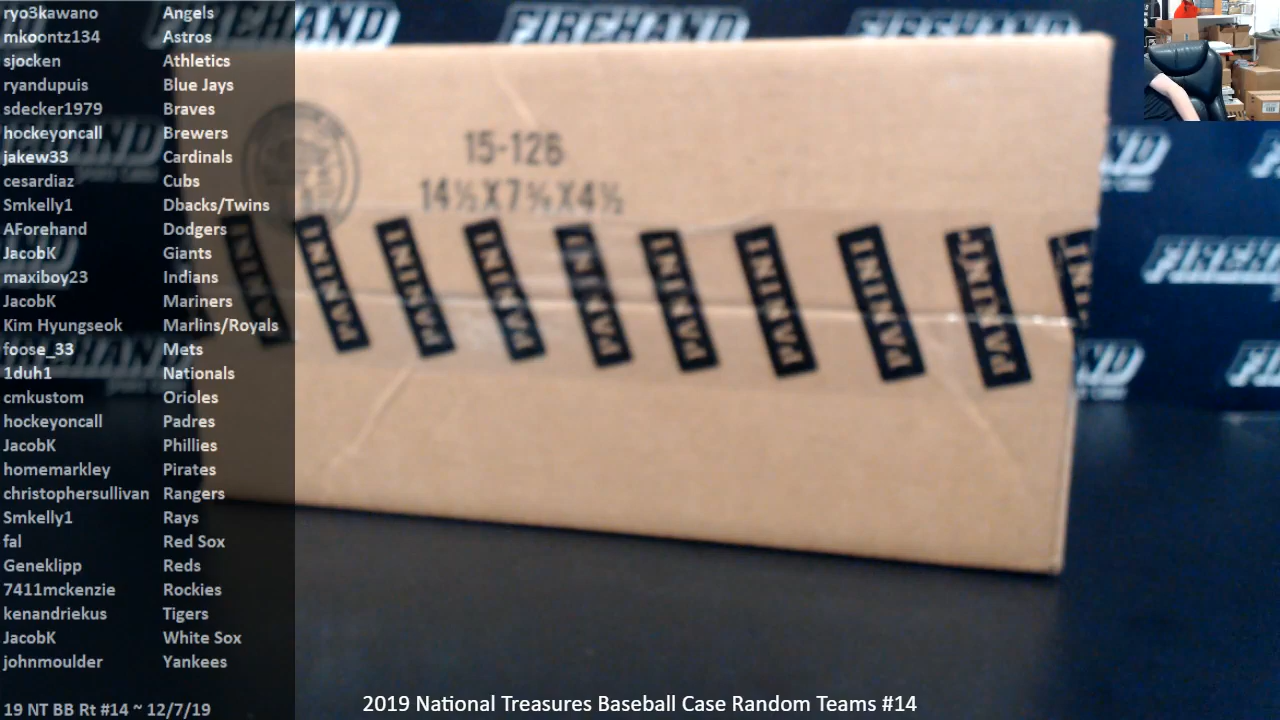 ryo3kawano Angels
mkoontz134 Astros
sjocken Athletics
ryandupuis Blue Jays
sdecker1979 Braves
hockeyoncall Brewers
jakew33 Cardinals
cesardiaz Cubs
Smkelly1 Dbacks/Twins
AForehand Dodgers
JacobK Giants
maxiboy23 Indians
JacobK Mariners
Kim Hyungseok Marlins/Royals
foose_33 Mets
1duh1 Nationals
cmkustom Orioles
hockeyoncall Padres
JacobK Phillies
homemarkley Pirates
christophersullivan Rangers
Smkelly1 Rays
fal Red Sox
Geneklipp Reds
7411mckenzie Rockies
kenandriekus Tigers
JacobK White Sox
johnmoulder Yankees
19 NT BB Rt #14 ~ 12/7/19
FIREHAND FIREHAND FIREHAND
15-126
14½X7⅝X4½
PANINI PANINI PANINI PANINI PANINI PANINI PANINI PANINI PANINI
2019 National Treasures Baseball Case Random Teams #14